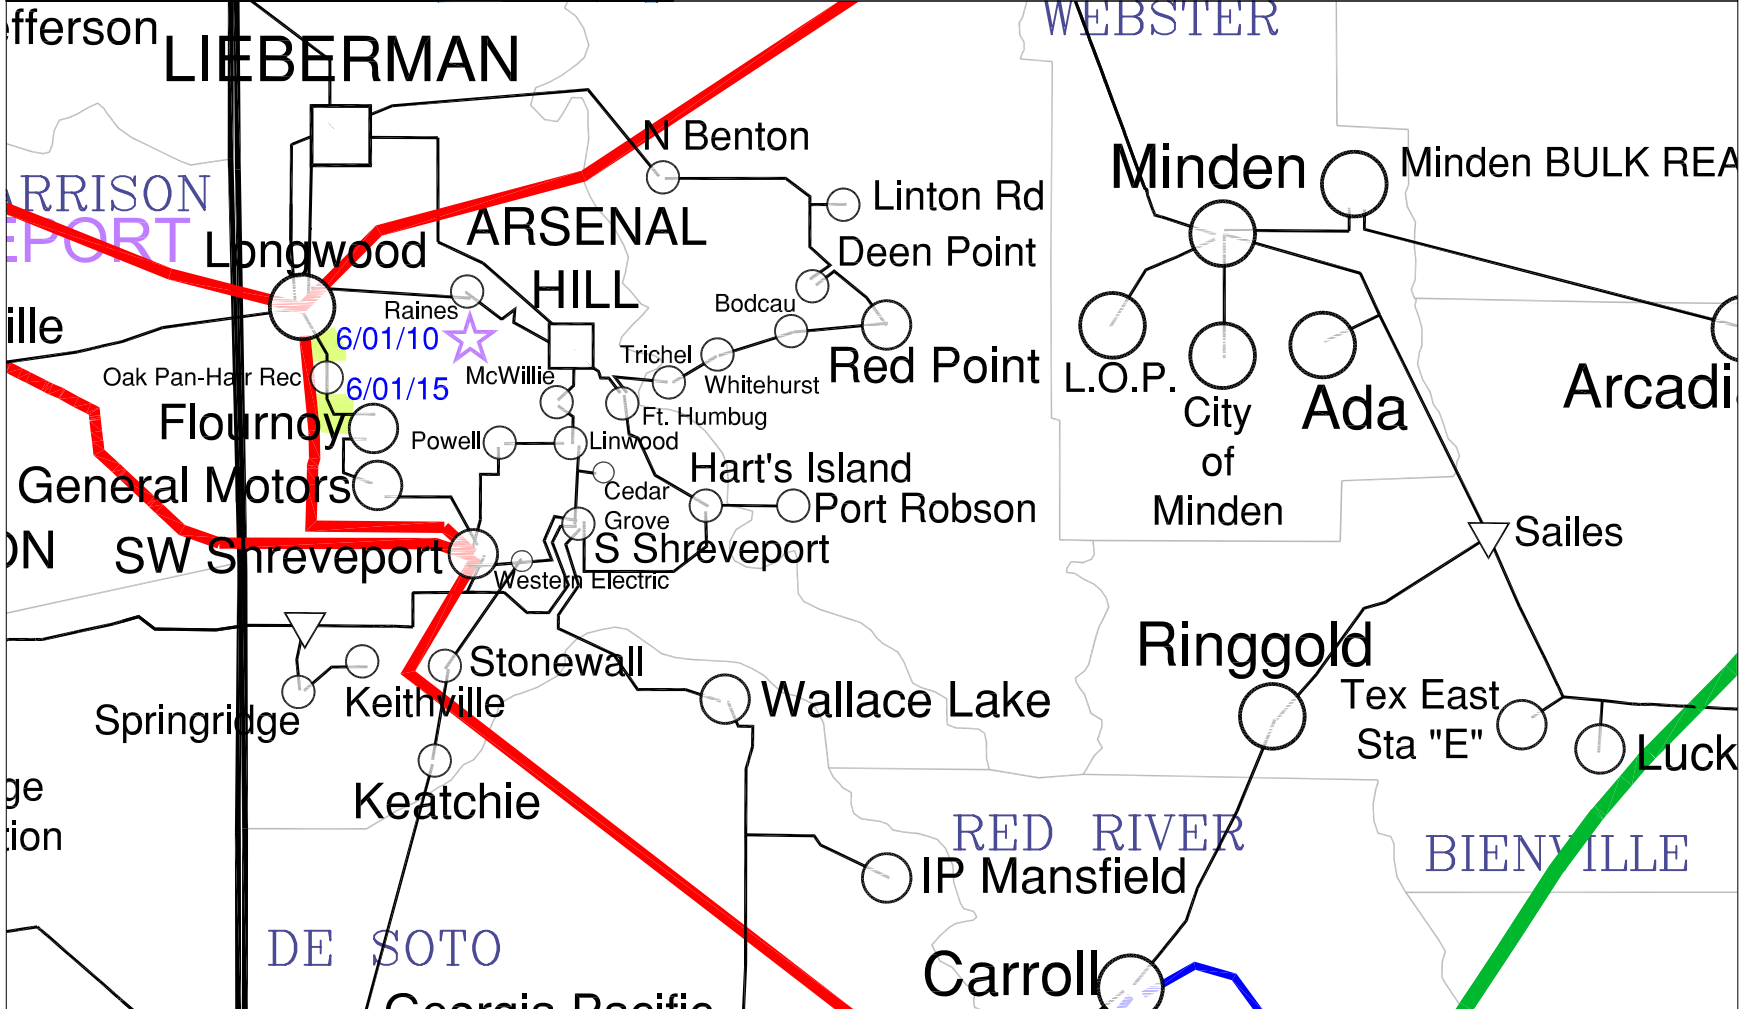 efferson
LIEBERMAN
WEBSTER
N Benton
Minden
Minden BULK REA
ARRISON
Linton Rd
EPORT
Longwood
ARSENAL
HILL
Deen Point
Raines
Bodcau
ille
6/01/10
Trichel
Red Point
Oak Pan-Harr Rec
6/01/15
McWillie
Whitehurst
L.O.P.
Arcadi
Flournoy
Ft. Humbug
City
of
Minden
Ada
Powell
Linwood
General Motors
Hart's Island
Cedar
Grove
Port Robson
ON
SW Shreveport
S Shreveport
Sailes
Western Electric
Stonewall
Ringgold
Springridge
Keithville
Wallace Lake
Tex East
Sta "E"
Luck
ge
tion
Keatchie
RED RIVER
BIENVILLE
IP Mansfield
DE SOTO
Carroll
Georgia Pacific